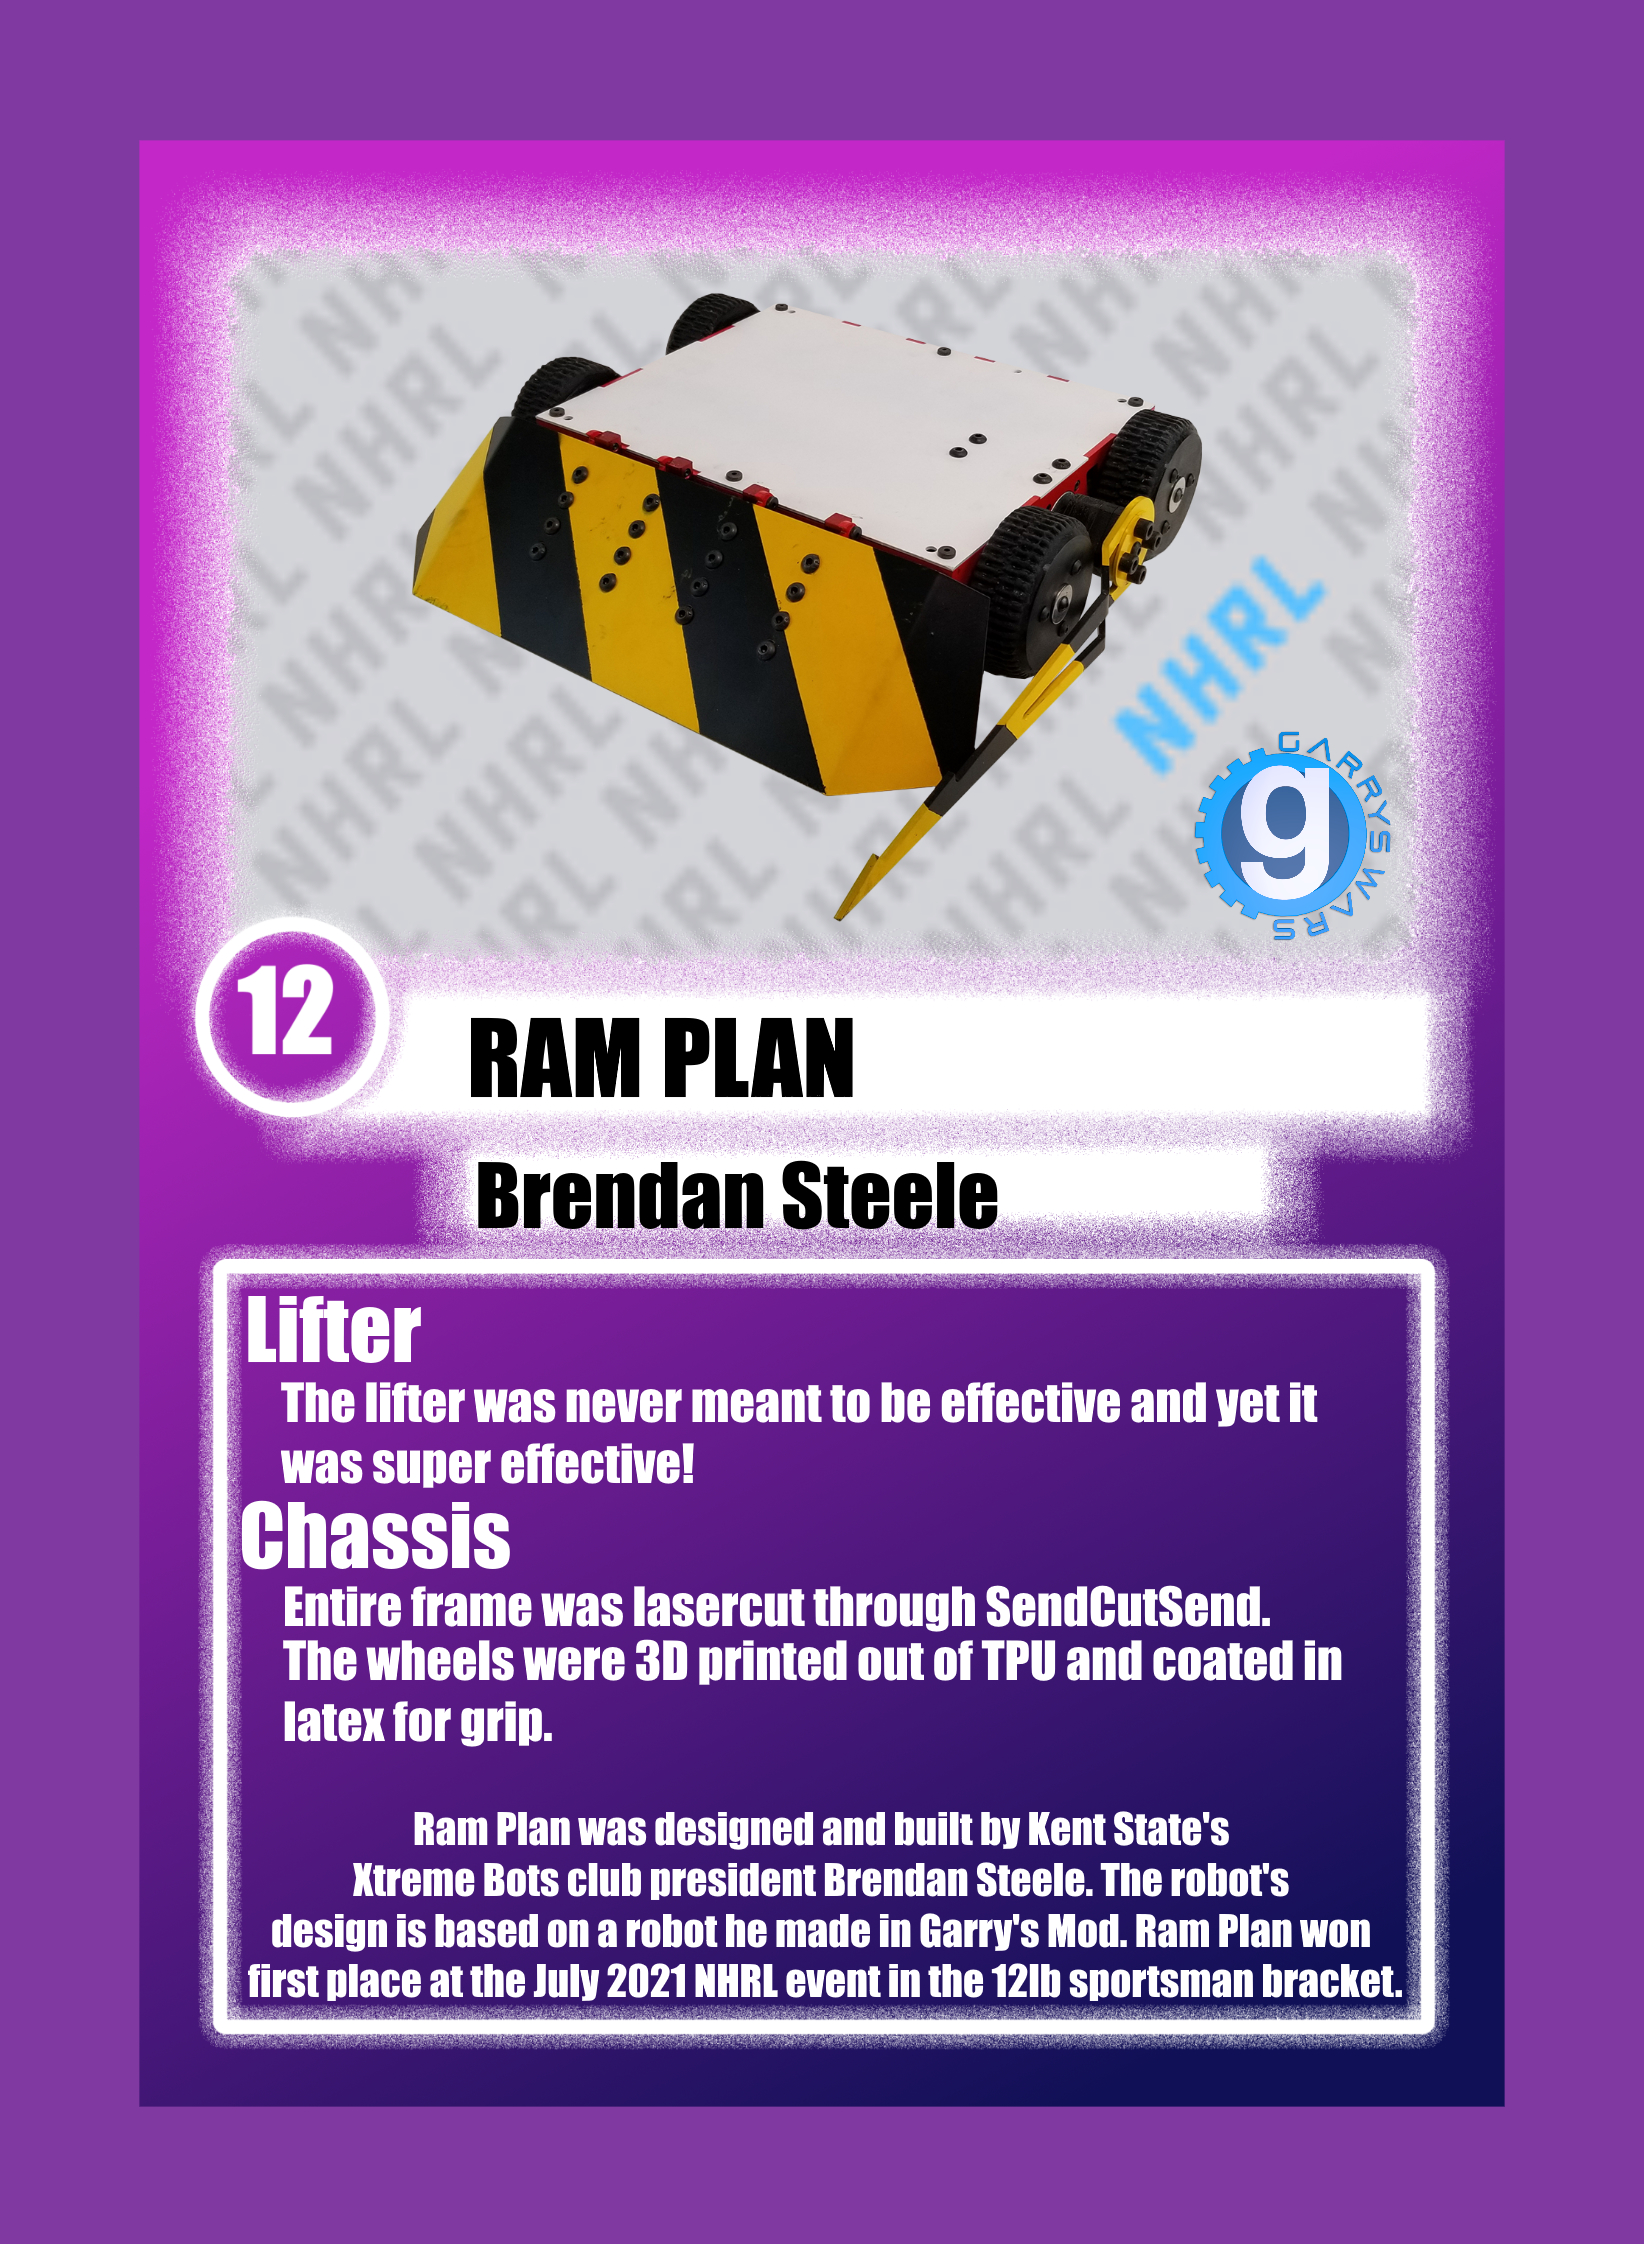 NHRL
GARRYS WARS
g
12
RAM PLAN
Brendan Steele
Lifter
The lifter was never meant to be effective and yet it
was super effective!
Chassis
Entire frame was lasercut through SendCutSend.
The wheels were 3D printed out of TPU and coated in
latex for grip.
Ram Plan was designed and built by Kent State's
Xtreme Bots club president Brendan Steele. The robot's
design is based on a robot he made in Garry's Mod. Ram Plan won
first place at the July 2021 NHRL event in the 12lb sportsman bracket.